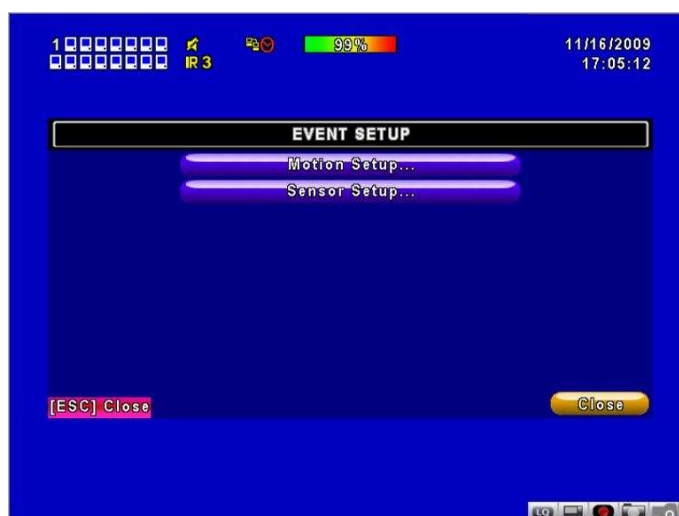 1
IR 3
99%
11/16/2009
17:05:12
EVENT SETUP
Motion Setup...
Sensor Setup...
[ESC] Close
Close
LQ